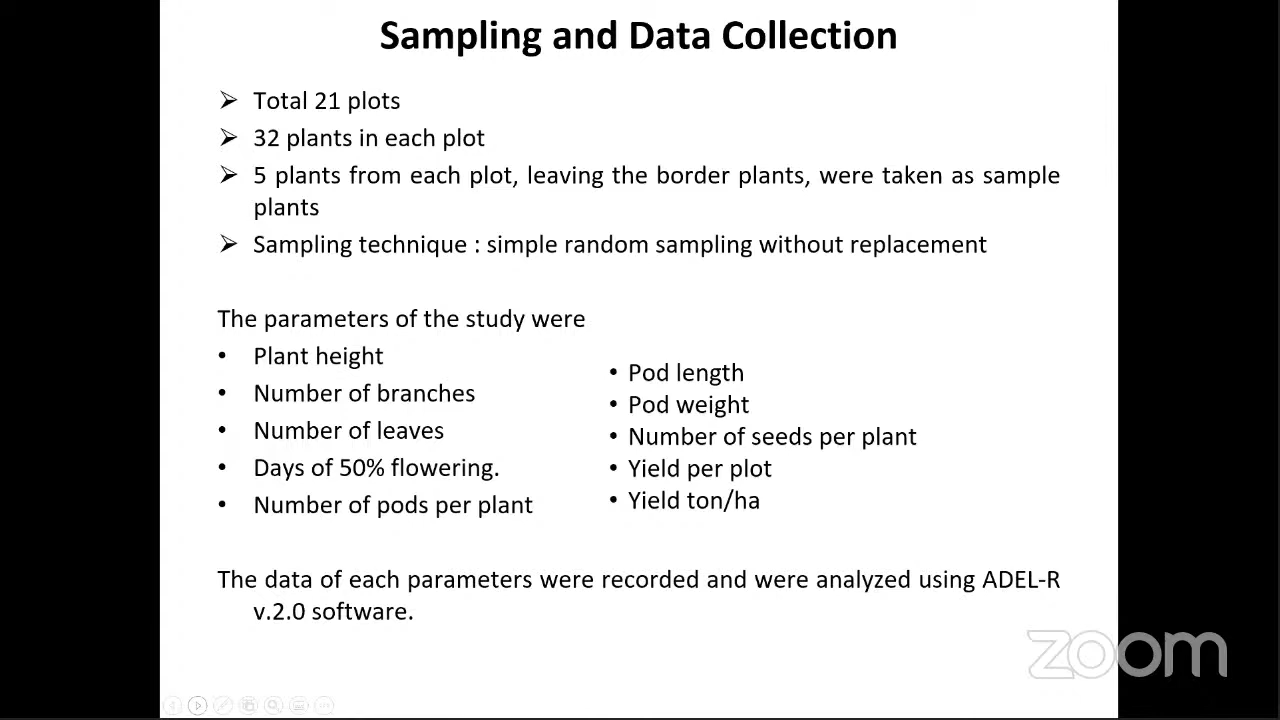 Sampling and Data Collection
➢ Total 21 plots
➢ 32 plants in each plot
➢ 5 plants from each plot, leaving the border plants, were taken as sample
plants
➢ Sampling technique : simple random sampling without replacement
The parameters of the study were
• Plant height
• Number of branches
• Number of leaves
• Days of 50% flowering.
• Number of pods per plant
• Pod length
• Pod weight
• Number of seeds per plant
• Yield per plot
• Yield ton/ha
The data of each parameters were recorded and were analyzed using ADEL-R
v.2.0 software.
zoom